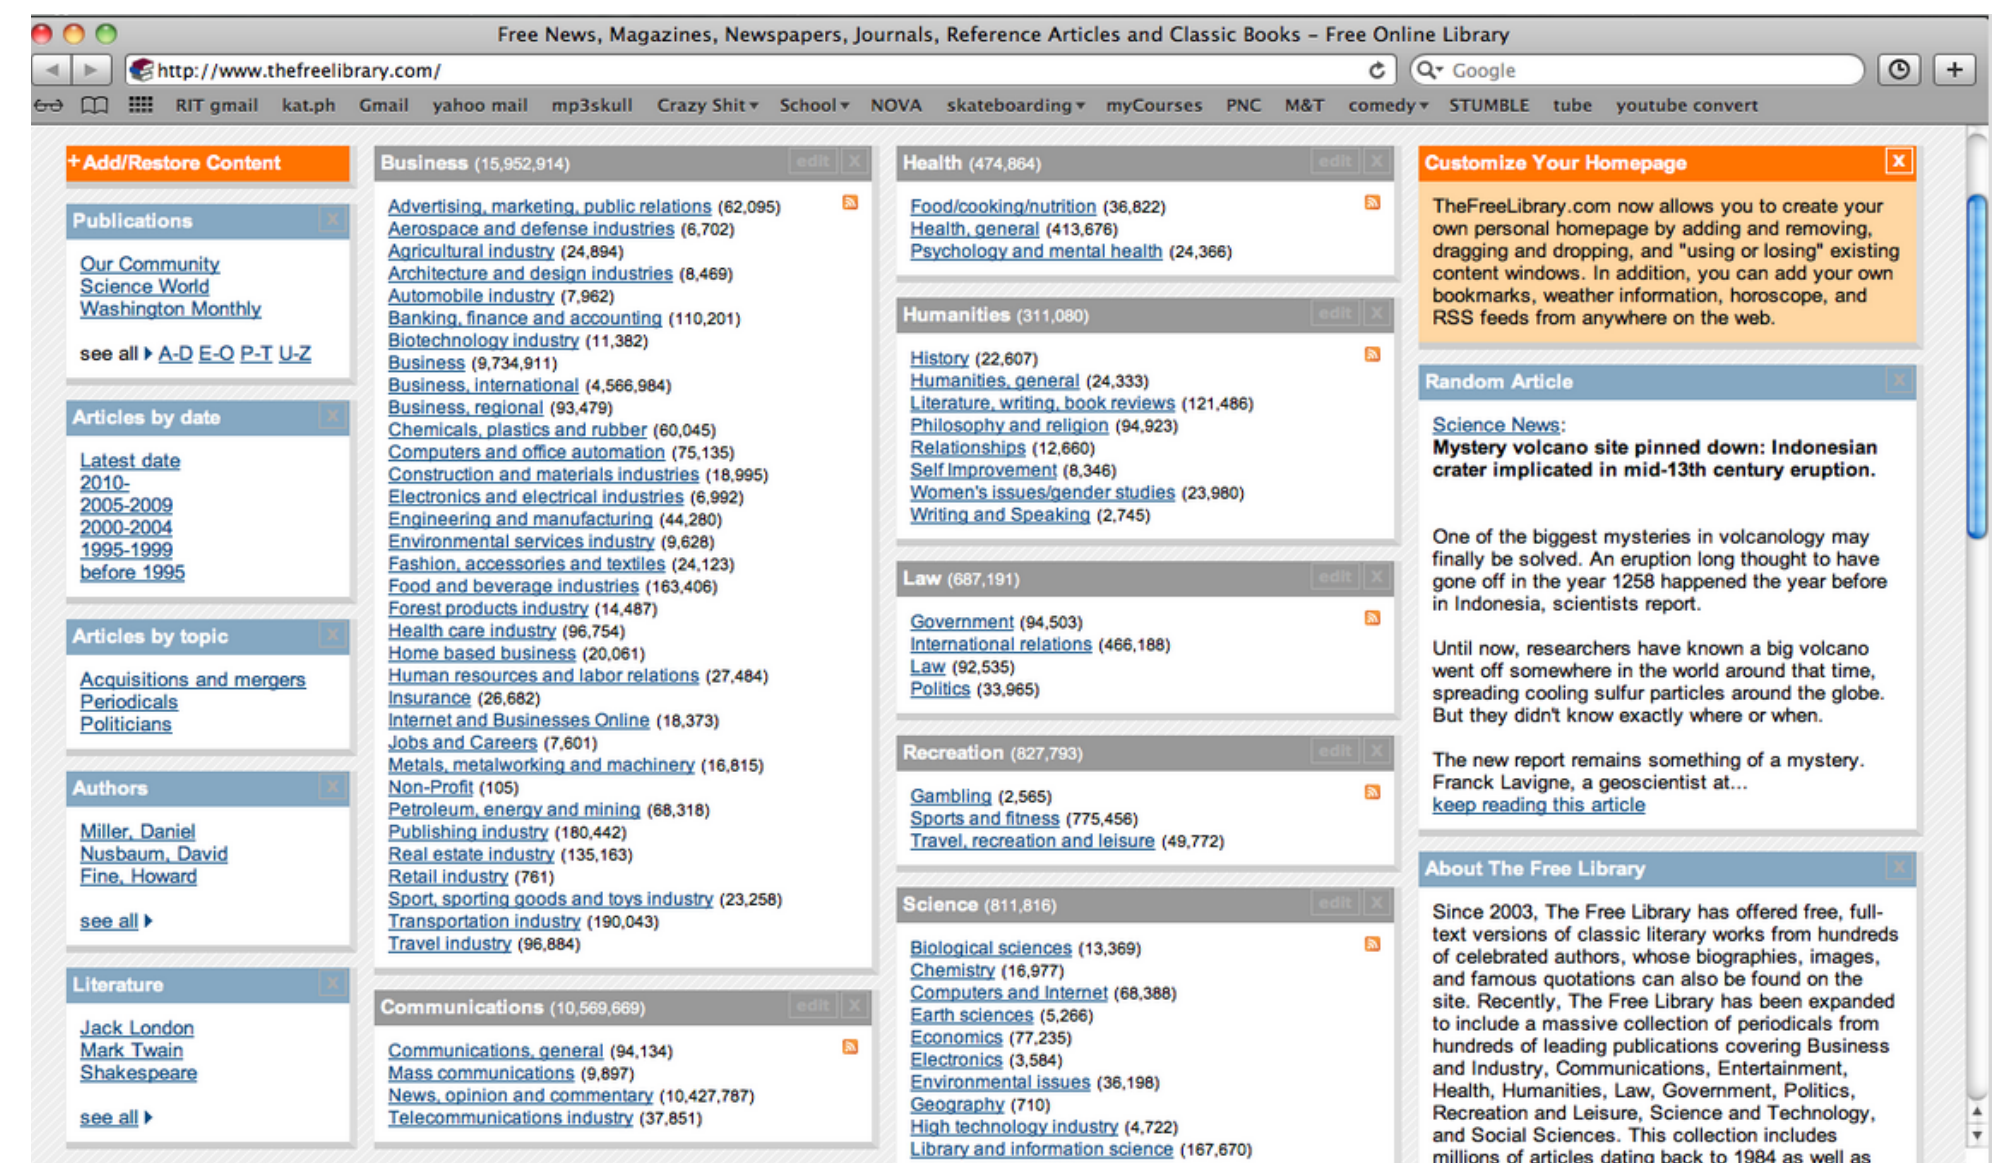 Free News, Magazines, Newspapers, Journals, Reference Articles and Classic Books – Free Online Library
http://www.thefreelibrary.com/
Google
RIT gmail kat.ph Gmail yahoo mail mp3skull Crazy Shit School NOVA skateboarding myCourses PNC M&T comedy STUMBLE tube youtube convert
+Add/Restore Content
Publications x
Our Community
Science World
Washington Monthly
see all A-D E-O P-T U-Z
Articles by date x
Latest date
2010-
2005-2009
2000-2004
1995-1999
before 1995
Articles by topic x
Acquisitions and mergers
Periodicals
Politicians
Authors x
Miller, Daniel
Nusbaum, David
Fine, Howard
see all
Literature x
Jack London
Mark Twain
Shakespeare
see all
Business (15,952,914) edit x
Advertising, marketing, public relations (62,095)
Aerospace and defense industries (6,702)
Agricultural industry (24,894)
Architecture and design industries (8,469)
Automobile industry (7,962)
Banking, finance and accounting (110,201)
Biotechnology industry (11,382)
Business (9,734,911)
Business, international (4,566,984)
Business, regional (93,479)
Chemicals, plastics and rubber (60,045)
Computers and office automation (75,135)
Construction and materials industries (18,995)
Electronics and electrical industries (6,992)
Engineering and manufacturing (44,280)
Environmental services industry (9,628)
Fashion, accessories and textiles (24,123)
Food and beverage industries (163,406)
Forest products industry (14,487)
Health care industry (96,754)
Home based business (20,061)
Human resources and labor relations (27,484)
Insurance (26,682)
Internet and Businesses Online (18,373)
Jobs and Careers (7,601)
Metals, metalworking and machinery (16,815)
Non-Profit (105)
Petroleum, energy and mining (68,318)
Publishing industry (180,442)
Real estate industry (135,163)
Retail industry (761)
Sport, sporting goods and toys industry (23,258)
Transportation industry (190,043)
Travel industry (96,884)
Communications (10,569,669) edit x
Communications, general (94,134)
Mass communications (9,897)
News, opinion and commentary (10,427,787)
Telecommunications industry (37,851)
Health (474,864) edit x
Food/cooking/nutrition (36,822)
Health, general (413,676)
Psychology and mental health (24,366)
Humanities (311,080) edit x
History (22,607)
Humanities, general (24,333)
Literature, writing, book reviews (121,486)
Philosophy and religion (94,923)
Relationships (12,660)
Self Improvement (8,346)
Women's issues/gender studies (23,980)
Writing and Speaking (2,745)
Law (687,191) edit x
Government (94,503)
International relations (466,188)
Law (92,535)
Politics (33,965)
Recreation (827,793) edit x
Gambling (2,565)
Sports and fitness (775,456)
Travel, recreation and leisure (49,772)
Science (811,816) edit x
Biological sciences (13,369)
Chemistry (16,977)
Computers and Internet (68,388)
Earth sciences (5,266)
Economics (77,235)
Electronics (3,584)
Environmental issues (36,198)
Geography (710)
High technology industry (4,722)
Library and information science (167,670)
Customize Your Homepage x
TheFreeLibrary.com now allows you to create your
own personal homepage by adding and removing,
dragging and dropping, and "using or losing" existing
content windows. In addition, you can add your own
bookmarks, weather information, horoscope, and
RSS feeds from anywhere on the web.
Random Article x
Science News:
Mystery volcano site pinned down: Indonesian
crater implicated in mid-13th century eruption.
One of the biggest mysteries in volcanology may
finally be solved. An eruption long thought to have
gone off in the year 1258 happened the year before
in Indonesia, scientists report.
Until now, researchers have known a big volcano
went off somewhere in the world around that time,
spreading cooling sulfur particles around the globe.
But they didn't know exactly where or when.
The new report remains something of a mystery.
Franck Lavigne, a geoscientist at...
keep reading this article
About The Free Library x
Since 2003, The Free Library has offered free, full-
text versions of classic literary works from hundreds
of celebrated authors, whose biographies, images,
and famous quotations can also be found on the
site. Recently, The Free Library has been expanded
to include a massive collection of periodicals from
hundreds of leading publications covering Business
and Industry, Communications, Entertainment,
Health, Humanities, Law, Government, Politics,
Recreation and Leisure, Science and Technology,
and Social Sciences. This collection includes
millions of articles dating back to 1984 as well as